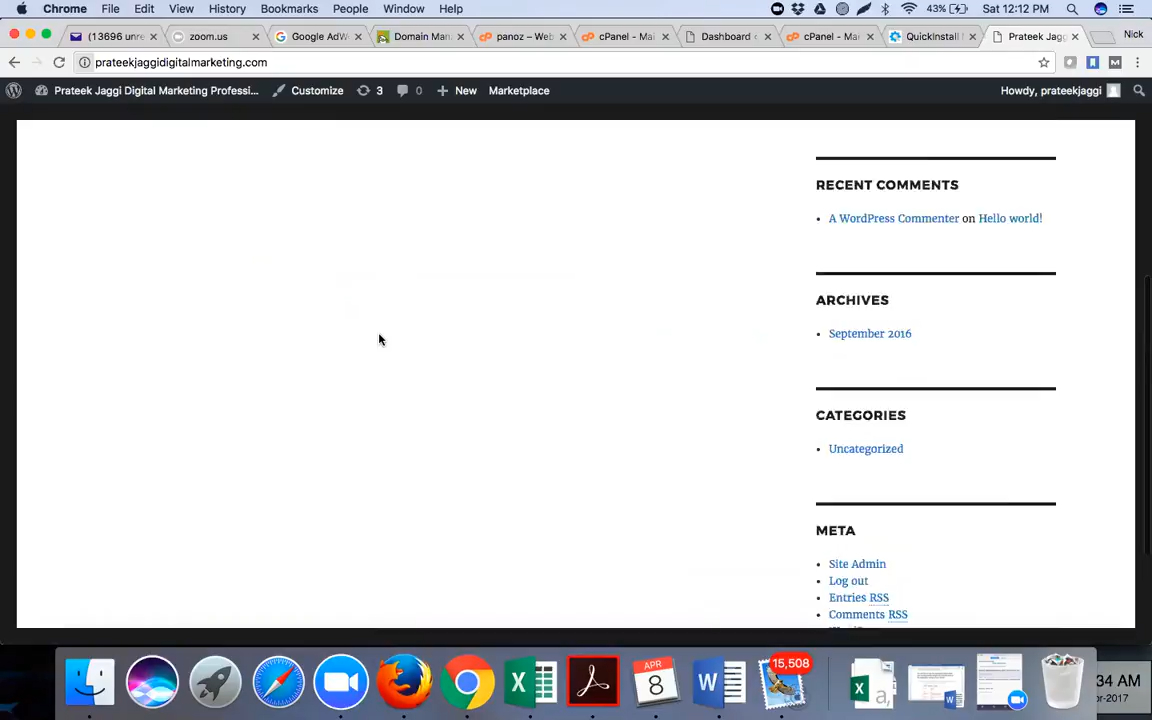 Chrome File Edit View History Bookmarks People Window Help 43% Sat 12:12 PM
(13696 unre zoom.us Google AdW Domain Man panoz – Web cPanel - Mai Dashboard cPanel - Ma QuickInstall Prateek Jagg Nick
prateekjaggidigitalmarketing.com
Prateek Jaggi Digital Marketing Professi... Customize 3 0 New Marketplace Howdy, prateekjaggi
RECENT COMMENTS
A WordPress Commenter on Hello world!
ARCHIVES
September 2016
CATEGORIES
Uncategorized
META
Site Admin
Log out
Entries RSS
Comments RSS
APR
8
15,508
34 AM
r-2017